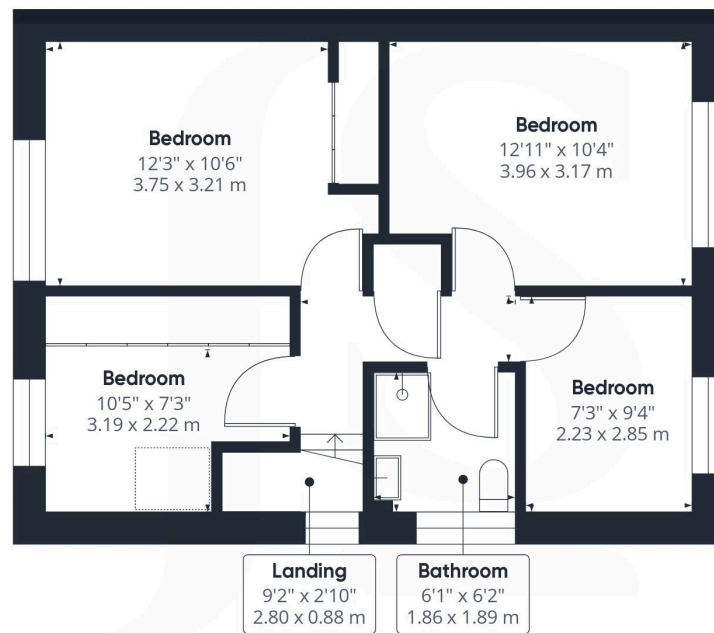 Bedroom
12'3" x 10'6"
3.75 x 3.21 m
Bedroom
12'11" x 10'4"
3.96 x 3.17 m
Bedroom
10'5" x 7'3"
3.19 x 2.22 m
Bedroom
7'3" x 9'4"
2.23 x 2.85 m
Landing
9'2" x 2'10"
2.80 x 0.88 m
Bathroom
6'1" x 6'2"
1.86 x 1.89 m